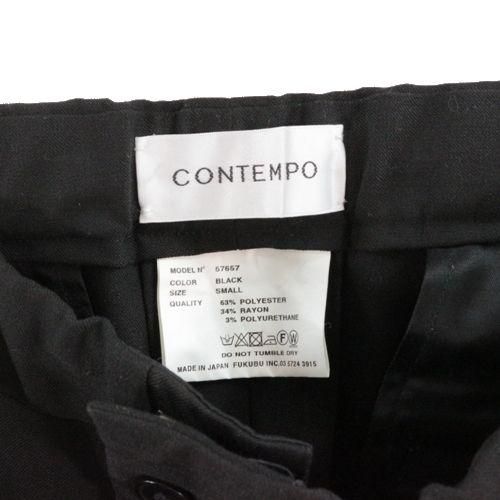 CONTEMPO
MODEL N° 57657
COLOR BLACK
SIZE SMALL
QUALITY 63% POLYESTER
34% RAYON
3% POLYURETHANE
DO NOT TUMBLE DRY
MADE IN JAPAN FUKUBU INC. 03 5724 3915